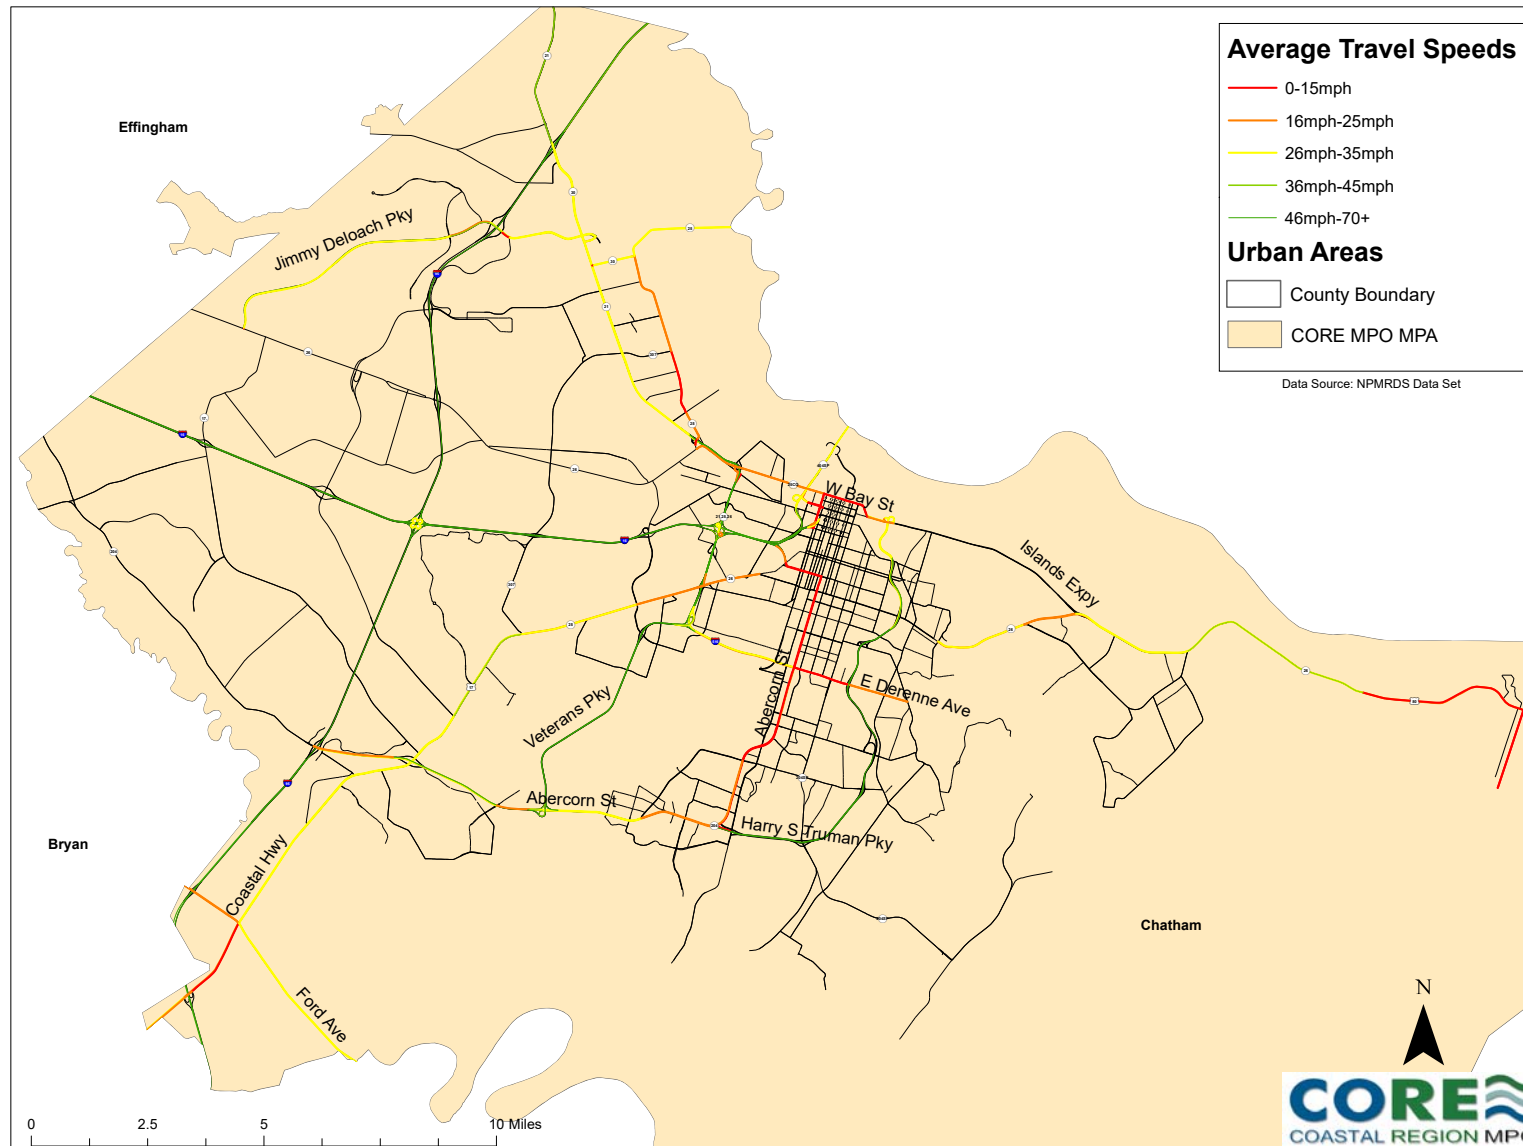 Average Travel Speeds
0-15mph
16mph-25mph
26mph-35mph
36mph-45mph
46mph-70+
Urban Areas
County Boundary
CORE MPO MPA
Data Source: NPMRDS Data Set
Effingham
Jimmy Deloach Pky
W Bay St
Islands Expy
Abercorn St
E Derenne Ave
Veterans Pky
Abercorn St
Harry S Truman Pky
Coastal Hwy
Bryan
Chatham
Ford Ave
N
0 2.5 5 10 Miles
CORE
COASTAL REGION MPO